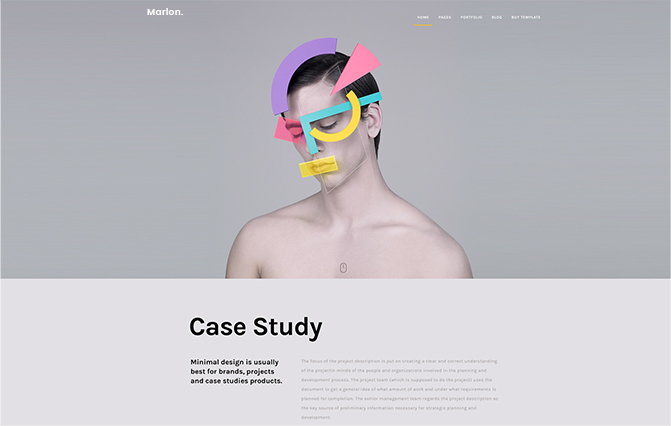 Marlon.
HOME PAGES PORTFOLIO BLOG BUY TEMPLATE
Case Study
Minimal design is usually
best for brands, projects
and case studies products.
The focus of the project description is put on creating a clear and correct understanding
of the projectin minds of the people and organizations involved in the planning and
development process. The project team (which is supposed to do the project) uses the
document to get a general idea of what amount of work and under what requirements is
planned for completion. The senior management team regards the project description as
the key source of preliminary information necessary for strategic planning and
development.